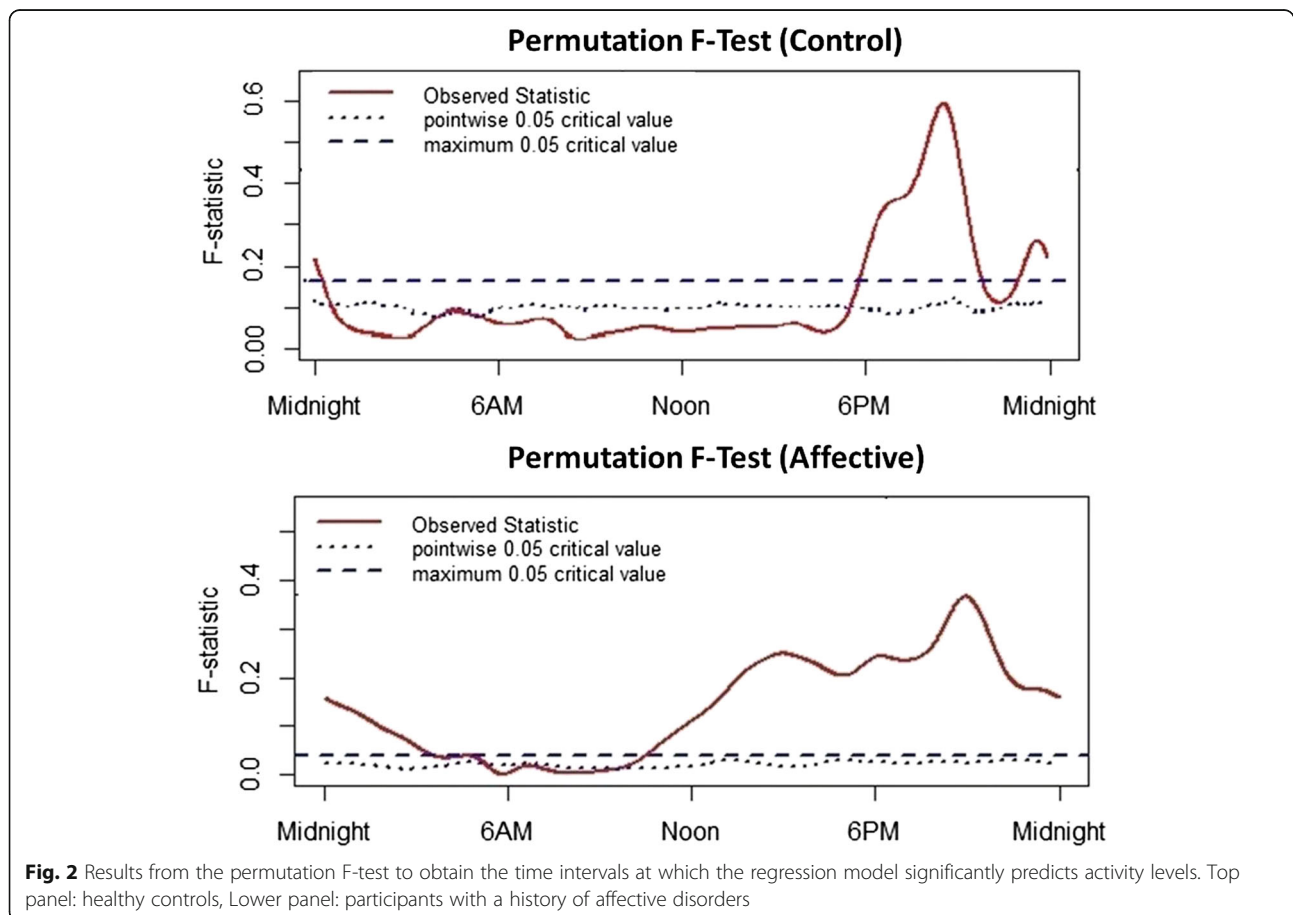 Permutation F-Test (Control)
Observed Statistic
pointwise 0.05 critical value
maximum 0.05 critical value
F-statistic
0.6
0.4
0.2
0.00
Midnight 6AM Noon 6PM Midnight
Permutation F-Test (Affective)
Observed Statistic
pointwise 0.05 critical value
maximum 0.05 critical value
F-statistic
0.4
0.2
0.0
Midnight 6AM Noon 6PM Midnight
Fig. 2 Results from the permutation F-test to obtain the time intervals at which the regression model significantly predicts activity levels. Top
panel: healthy controls, Lower panel: participants with a history of affective disorders